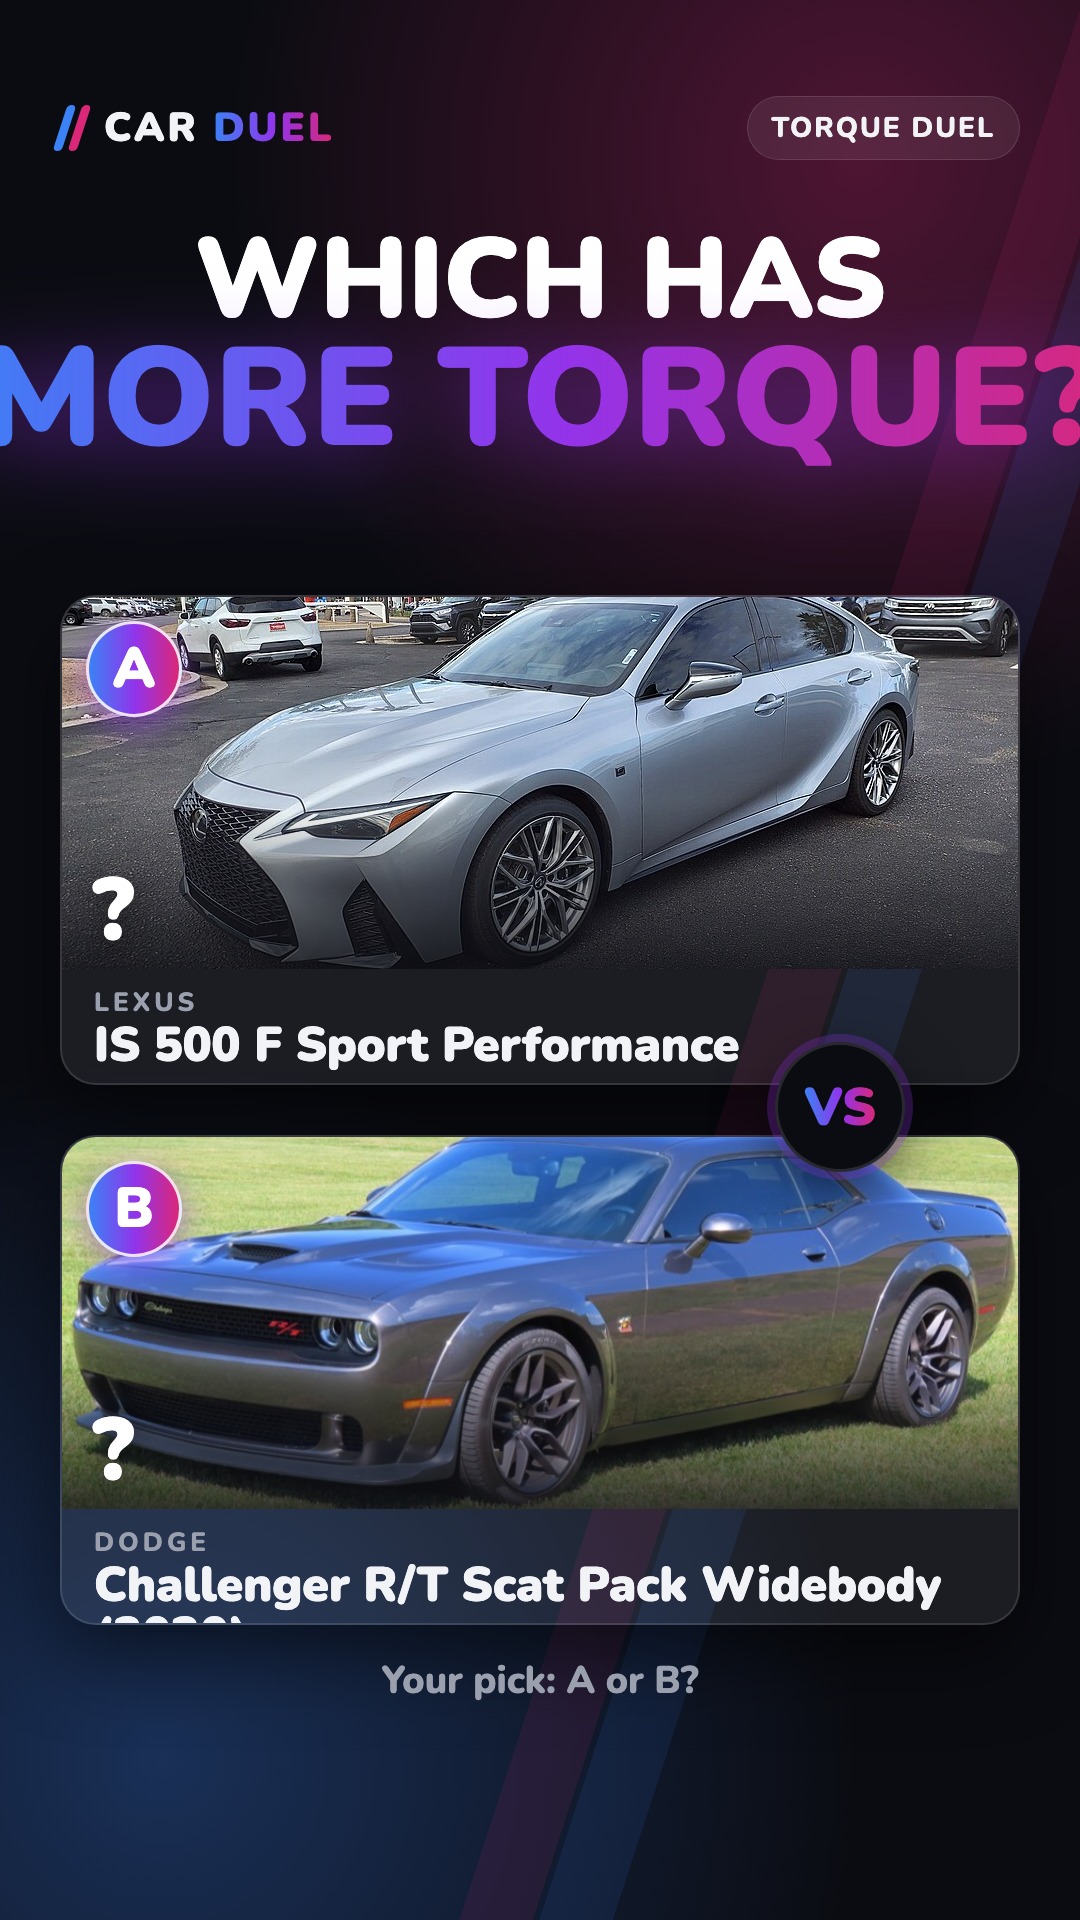 // CAR DUEL
TORQUE DUEL
WHICH HAS
MORE TORQUE?
A
?
LEXUS
IS 500 F Sport Performance
VS
B
Challenger
R/T
?
DODGE
Challenger R/T Scat Pack Widebody
Your pick: A or B?